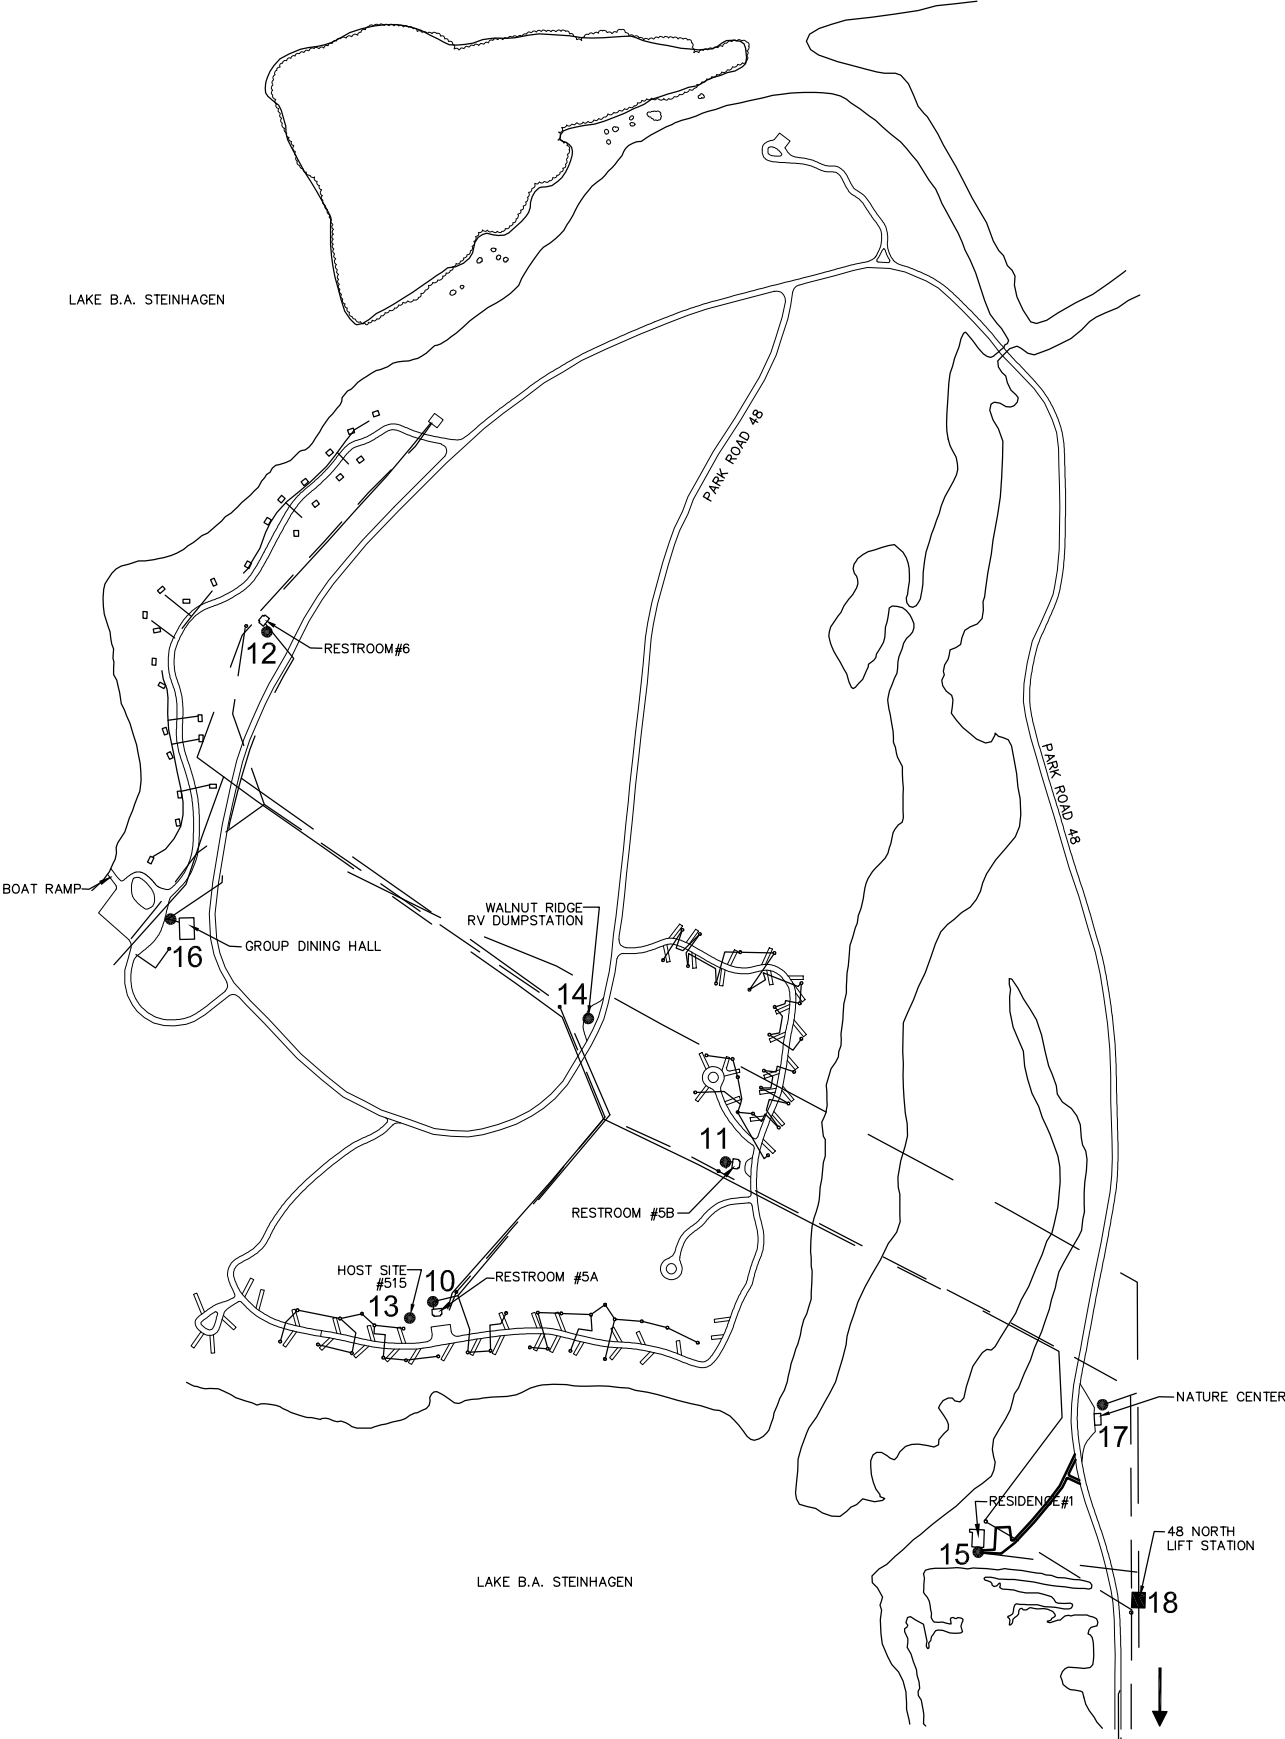 LAKE B.A. STEINHAGEN
PARK ROAD 48
12
RESTROOM#6
PARK ROAD 48
BOAT RAMP
WALNUT RIDGE
RV DUMPSTATION
GROUP DINING HALL
16
14
11
RESTROOM #5B
HOST SITE
#515
10
RESTROOM #5A
13
NATURE CENTER
17
RESIDENCE#1
15
48 NORTH
LIFT STATION
LAKE B.A. STEINHAGEN
18